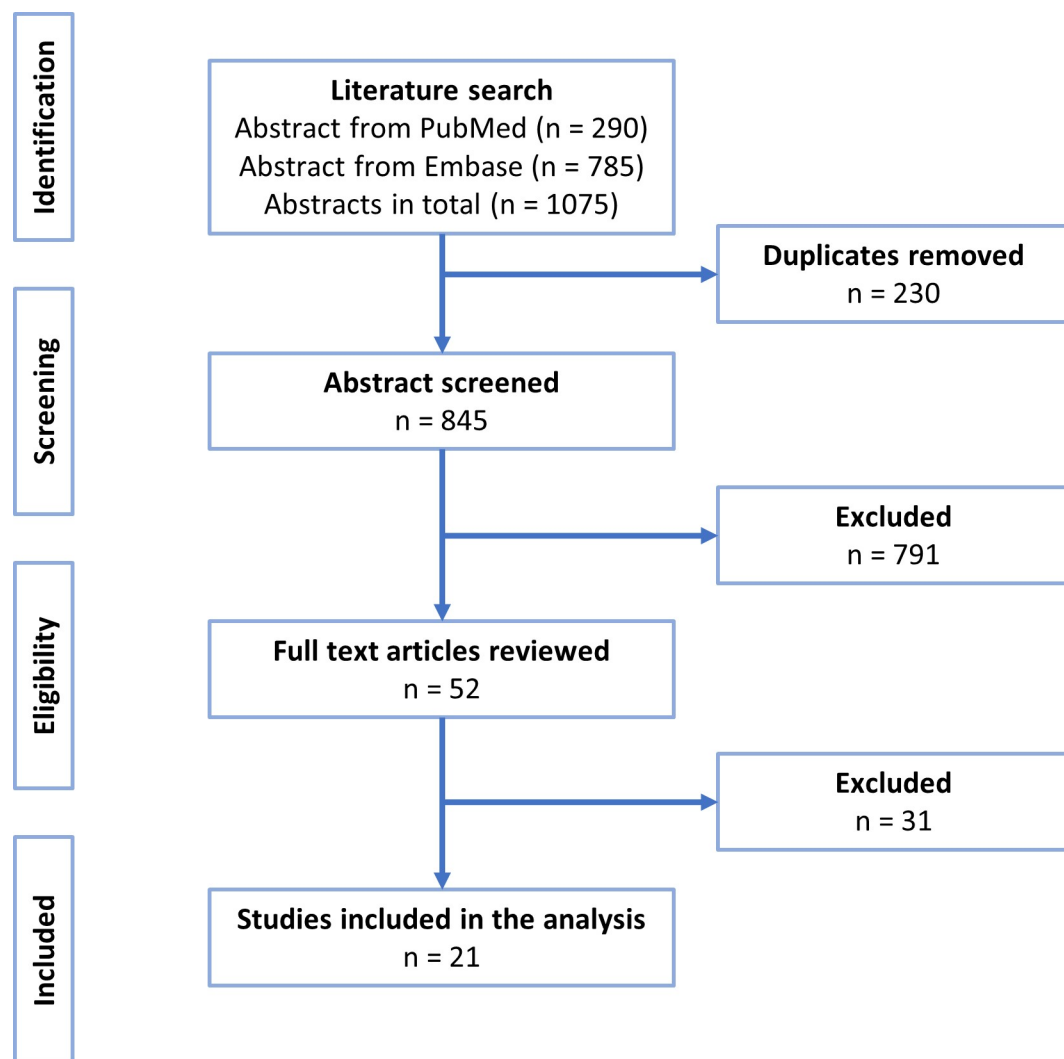 Identification
Literature search
Abstract from PubMed (n = 290)
Abstract from Embase (n = 785)
Abstracts in total (n = 1075)
Duplicates removed
n = 230
Screening
Abstract screened
n = 845
Excluded
n = 791
Eligibility
Full text articles reviewed
n = 52
Excluded
n = 31
Included
Studies included in the analysis
n = 21